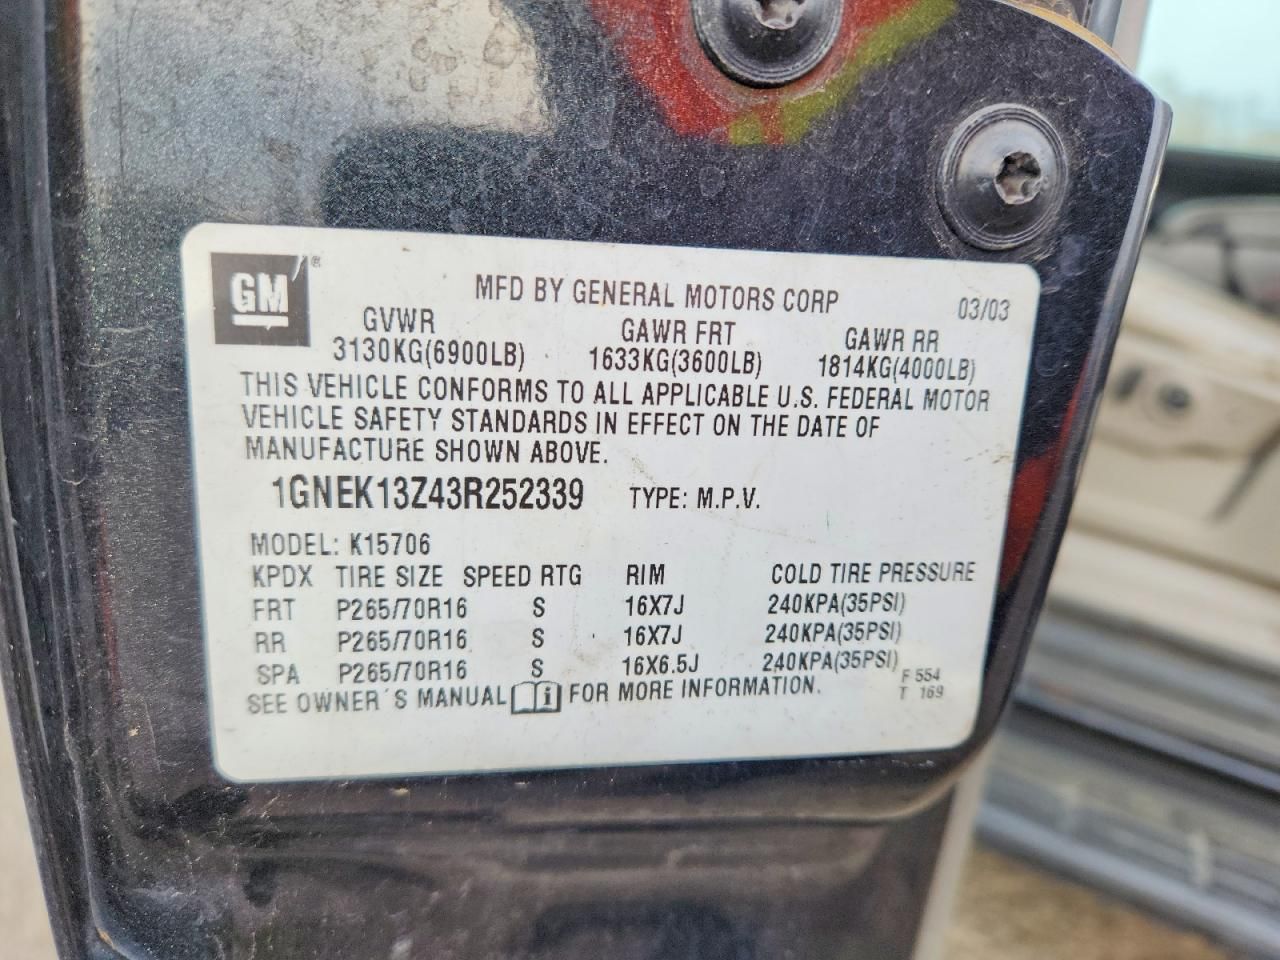 GM ®
MFD BY GENERAL MOTORS CORP 03/03
GVWR GAWR FRT GAWR RR
3130KG(6900LB) 1633KG(3600LB) 1814KG(4000LB)
THIS VEHICLE CONFORMS TO ALL APPLICABLE U.S. FEDERAL MOTOR
VEHICLE SAFETY STANDARDS IN EFFECT ON THE DATE OF
MANUFACTURE SHOWN ABOVE.
1GNEK13Z43R252339 TYPE: M.P.V.
MODEL: K15706
KPDX TIRE SIZE SPEED RTG RIM COLD TIRE PRESSURE
FRT P265/70R16 S 16X7J 240KPA(35PSI)
RR P265/70R16 S 16X7J 240KPA(35PSI)
SPA P265/70R16 S 16X6.5J 240KPA(35PSI)
SEE OWNER'S MANUAL i FOR MORE INFORMATION.
F 554
T 169